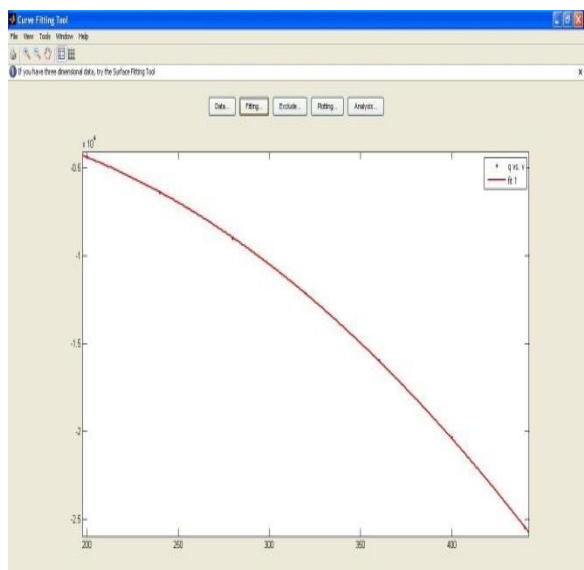 Curve Fitting Tool
File View Tools Window Help
If you have three dimensional data, try the Surface Fitting Tool
x
Data... Fitting... Exclude... Plotting... Analysis...
x 10^4
q vs. v
fit 1
-0.5
-1
-1.5
-2
-2.5
200 250 300 350 400